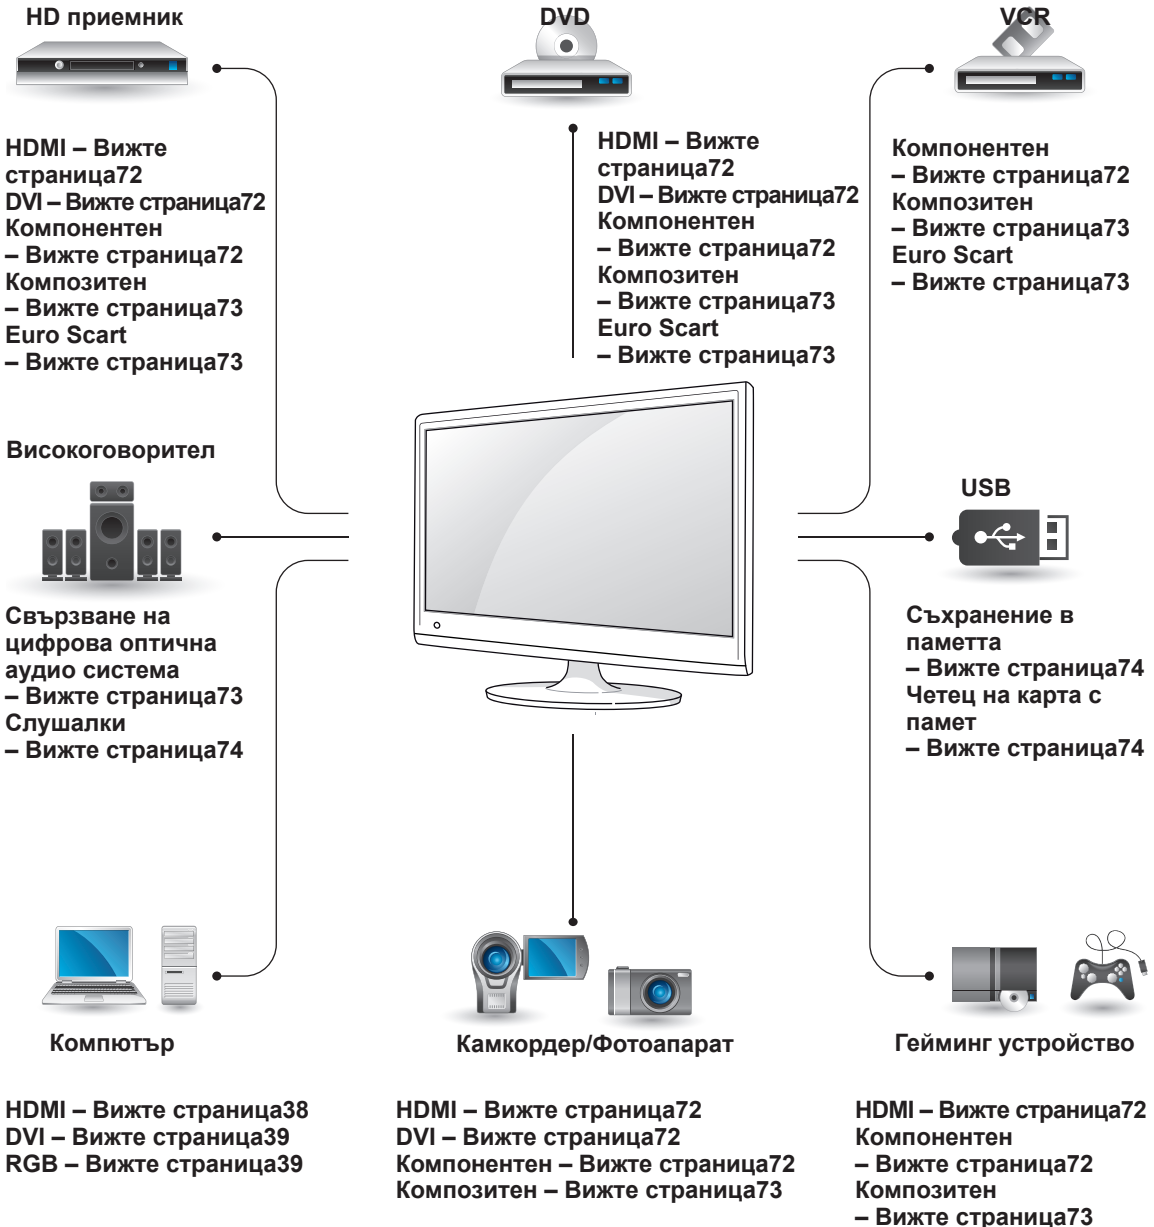 HD приемник
HDMI – Вижте
страница72
DVI – Вижте страница72
Компонентен
– Вижте страница72
Композитен
– Вижте страница73
Euro Scart
– Вижте страница73
DVD
HDMI – Вижте
страница72
DVI – Вижте страница72
Компонентен
– Вижте страница72
Композитен
– Вижте страница73
Euro Scart
– Вижте страница73
VCR
Компонентен
– Вижте страница72
Композитен
– Вижте страница73
Euro Scart
– Вижте страница73
Високоговорител
Свързване на
цифрова оптична
аудио система
– Вижте страница73
Слушалки
– Вижте страница74
USB
Съхранение в
паметта
– Вижте страница74
Четец на карта с
памет
– Вижте страница74
Компютър
HDMI – Вижте страница38
DVI – Вижте страница39
RGB – Вижте страница39
Камкордер/Фотоапарат
HDMI – Вижте страница72
DVI – Вижте страница72
Компонентен – Вижте страница72
Композитен – Вижте страница73
Гейминг устройство
HDMI – Вижте страница72
Компонентен
– Вижте страница72
Композитен
– Вижте страница73